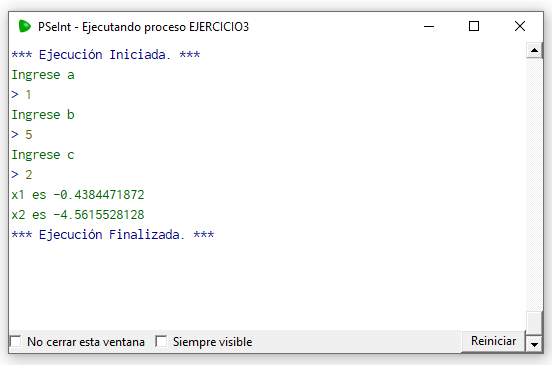 PSeInt - Ejecutando proceso EJERCICIO3
*** Ejecución Iniciada. ***
Ingrese a
> 1
Ingrese b
> 5
Ingrese c
> 2
x1 es -0.4384471872
x2 es -4.5615528128
*** Ejecución Finalizada. ***
No cerrar esta ventana Siempre visible Reiniciar